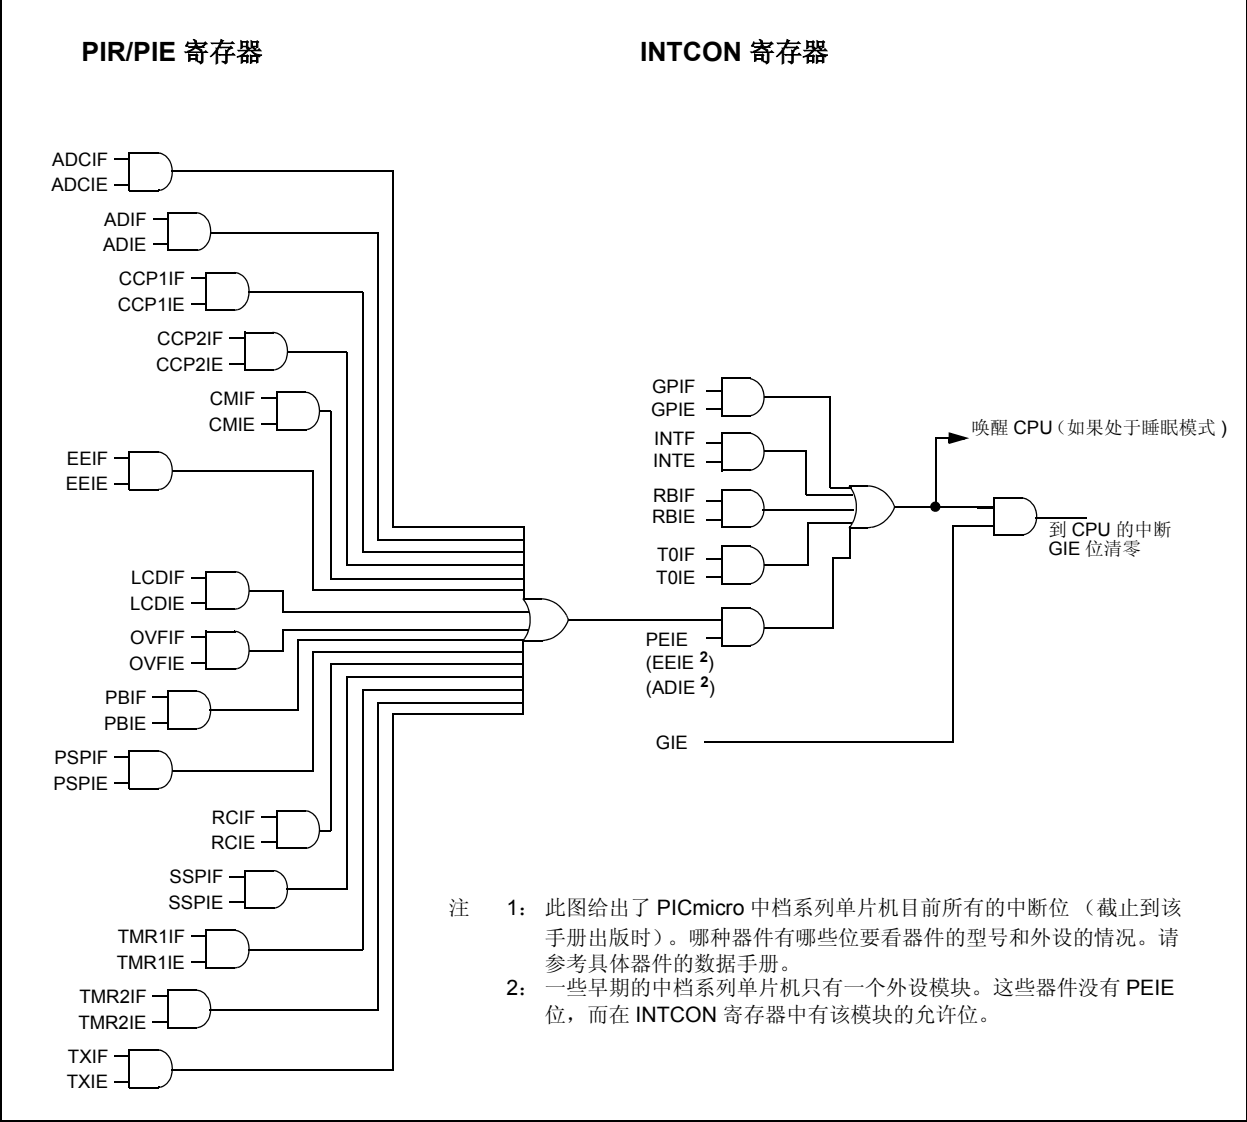 PIR/PIE 寄存器
INTCON 寄存器
ADCIF
ADCIE
ADIF
ADIE
CCP1IF
CCP1IE
CCP2IF
CCP2IE
CMIF
CMIE
EEIF
EEIE
LCDIF
LCDIE
OVFIF
OVFIE
PBIF
PBIE
PSPIF
PSPIE
RCIF
RCIE
SSPIF
SSPIE
TMR1IF
TMR1IE
TMR2IF
TMR2IE
TXIF
TXIE
GPIF
GPIE
INTF
INTE
RBIF
RBIE
T0IF
T0IE
PEIE
(EEIE 2)
(ADIE 2)
GIE
唤醒 CPU（如果处于睡眠模式 )
到 CPU 的中断
GIE 位清零
注 1： 此图给出了 PICmicro 中档系列单片机目前所有的中断位 （截止到该
手册出版时）。哪种器件有哪些位要看器件的型号和外设的情况。请
参考具体器件的数据手册。
2： 一些早期的中档系列单片机只有一个外设模块。这些器件没有 PEIE
位，而在 INTCON 寄存器中有该模块的允许位。